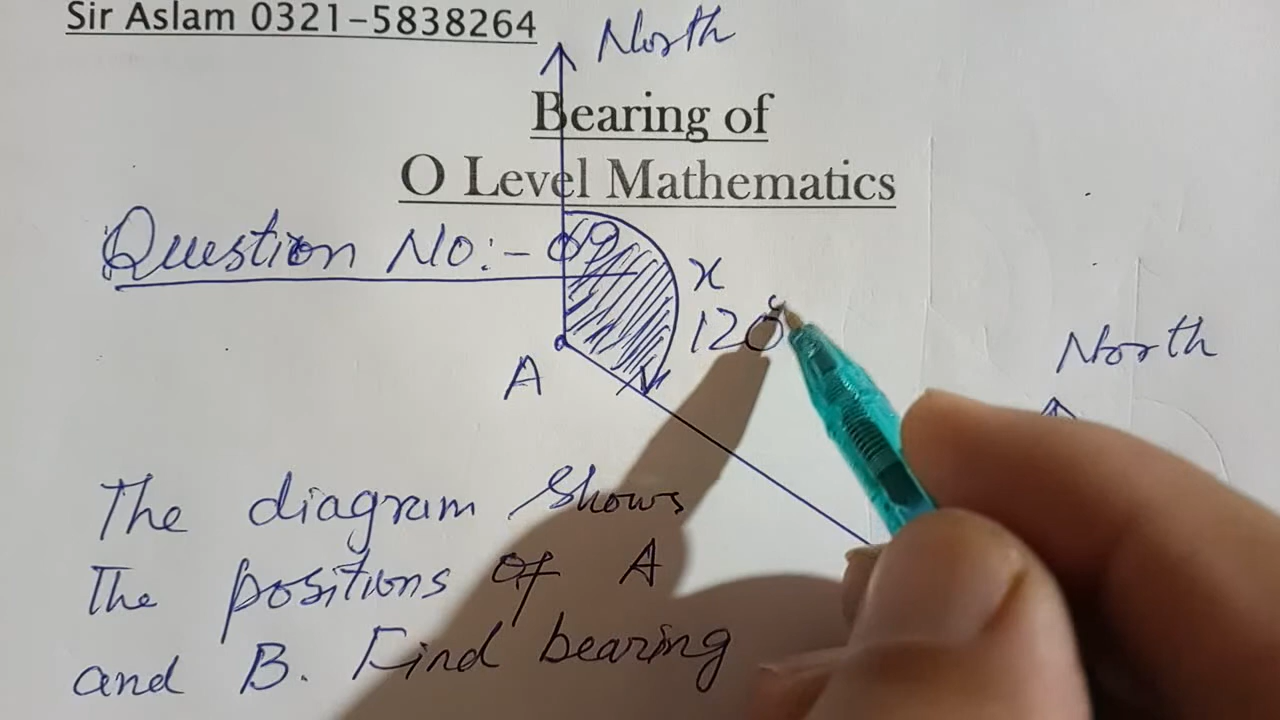 Sir Aslam 0321-5838264
North
Bearing of
O Level Mathematics
Question No:- 09
x
120°
North
A
The diagram shows
The positions of A
and B. Find bearing